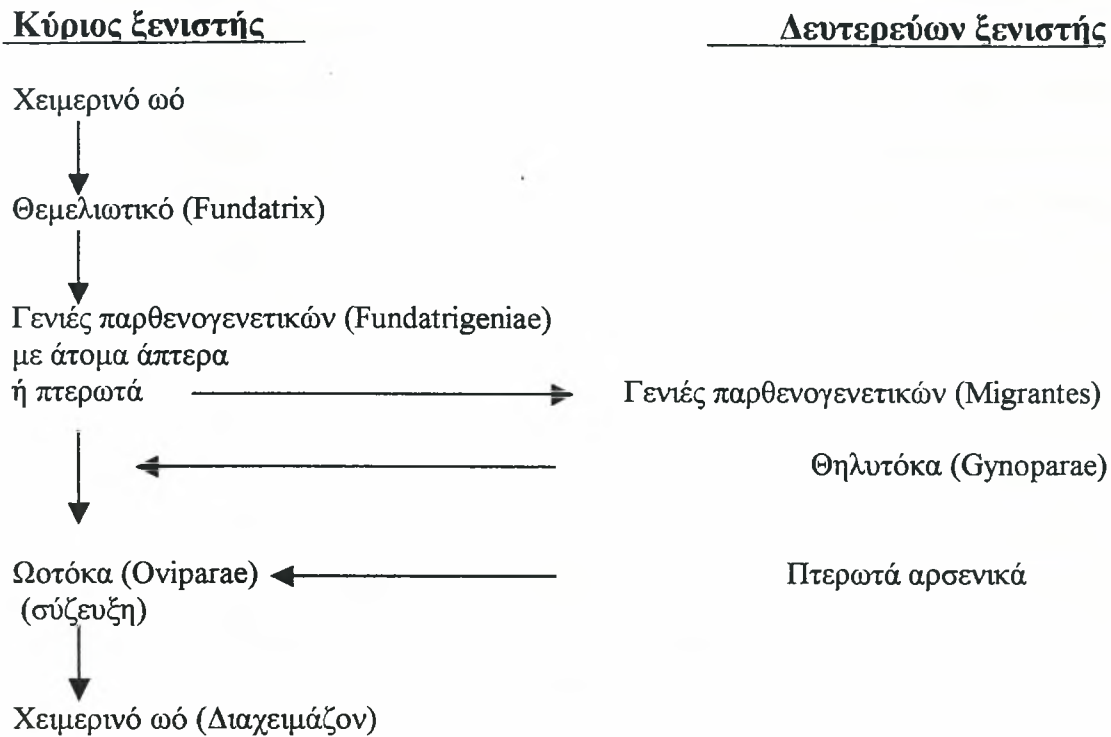 Κύριος ξενιστής Δευτερεύων ξενιστής
Χειμερινό ωό
Θεμελιωτικό (Fundatrix)
Γενιές παρθενογενετικών (Fundatrigeniae)
με άτομα άπτερα
ή πτερωτά Γενιές παρθενογενετικών (Migrantes)
Θηλυτόκα (Gynoparae)
Ωοτόκα (Oviparae) Πτερωτά αρσενικά
(σύζευξη)
Χειμερινό ωό (Διαχειμάζον)